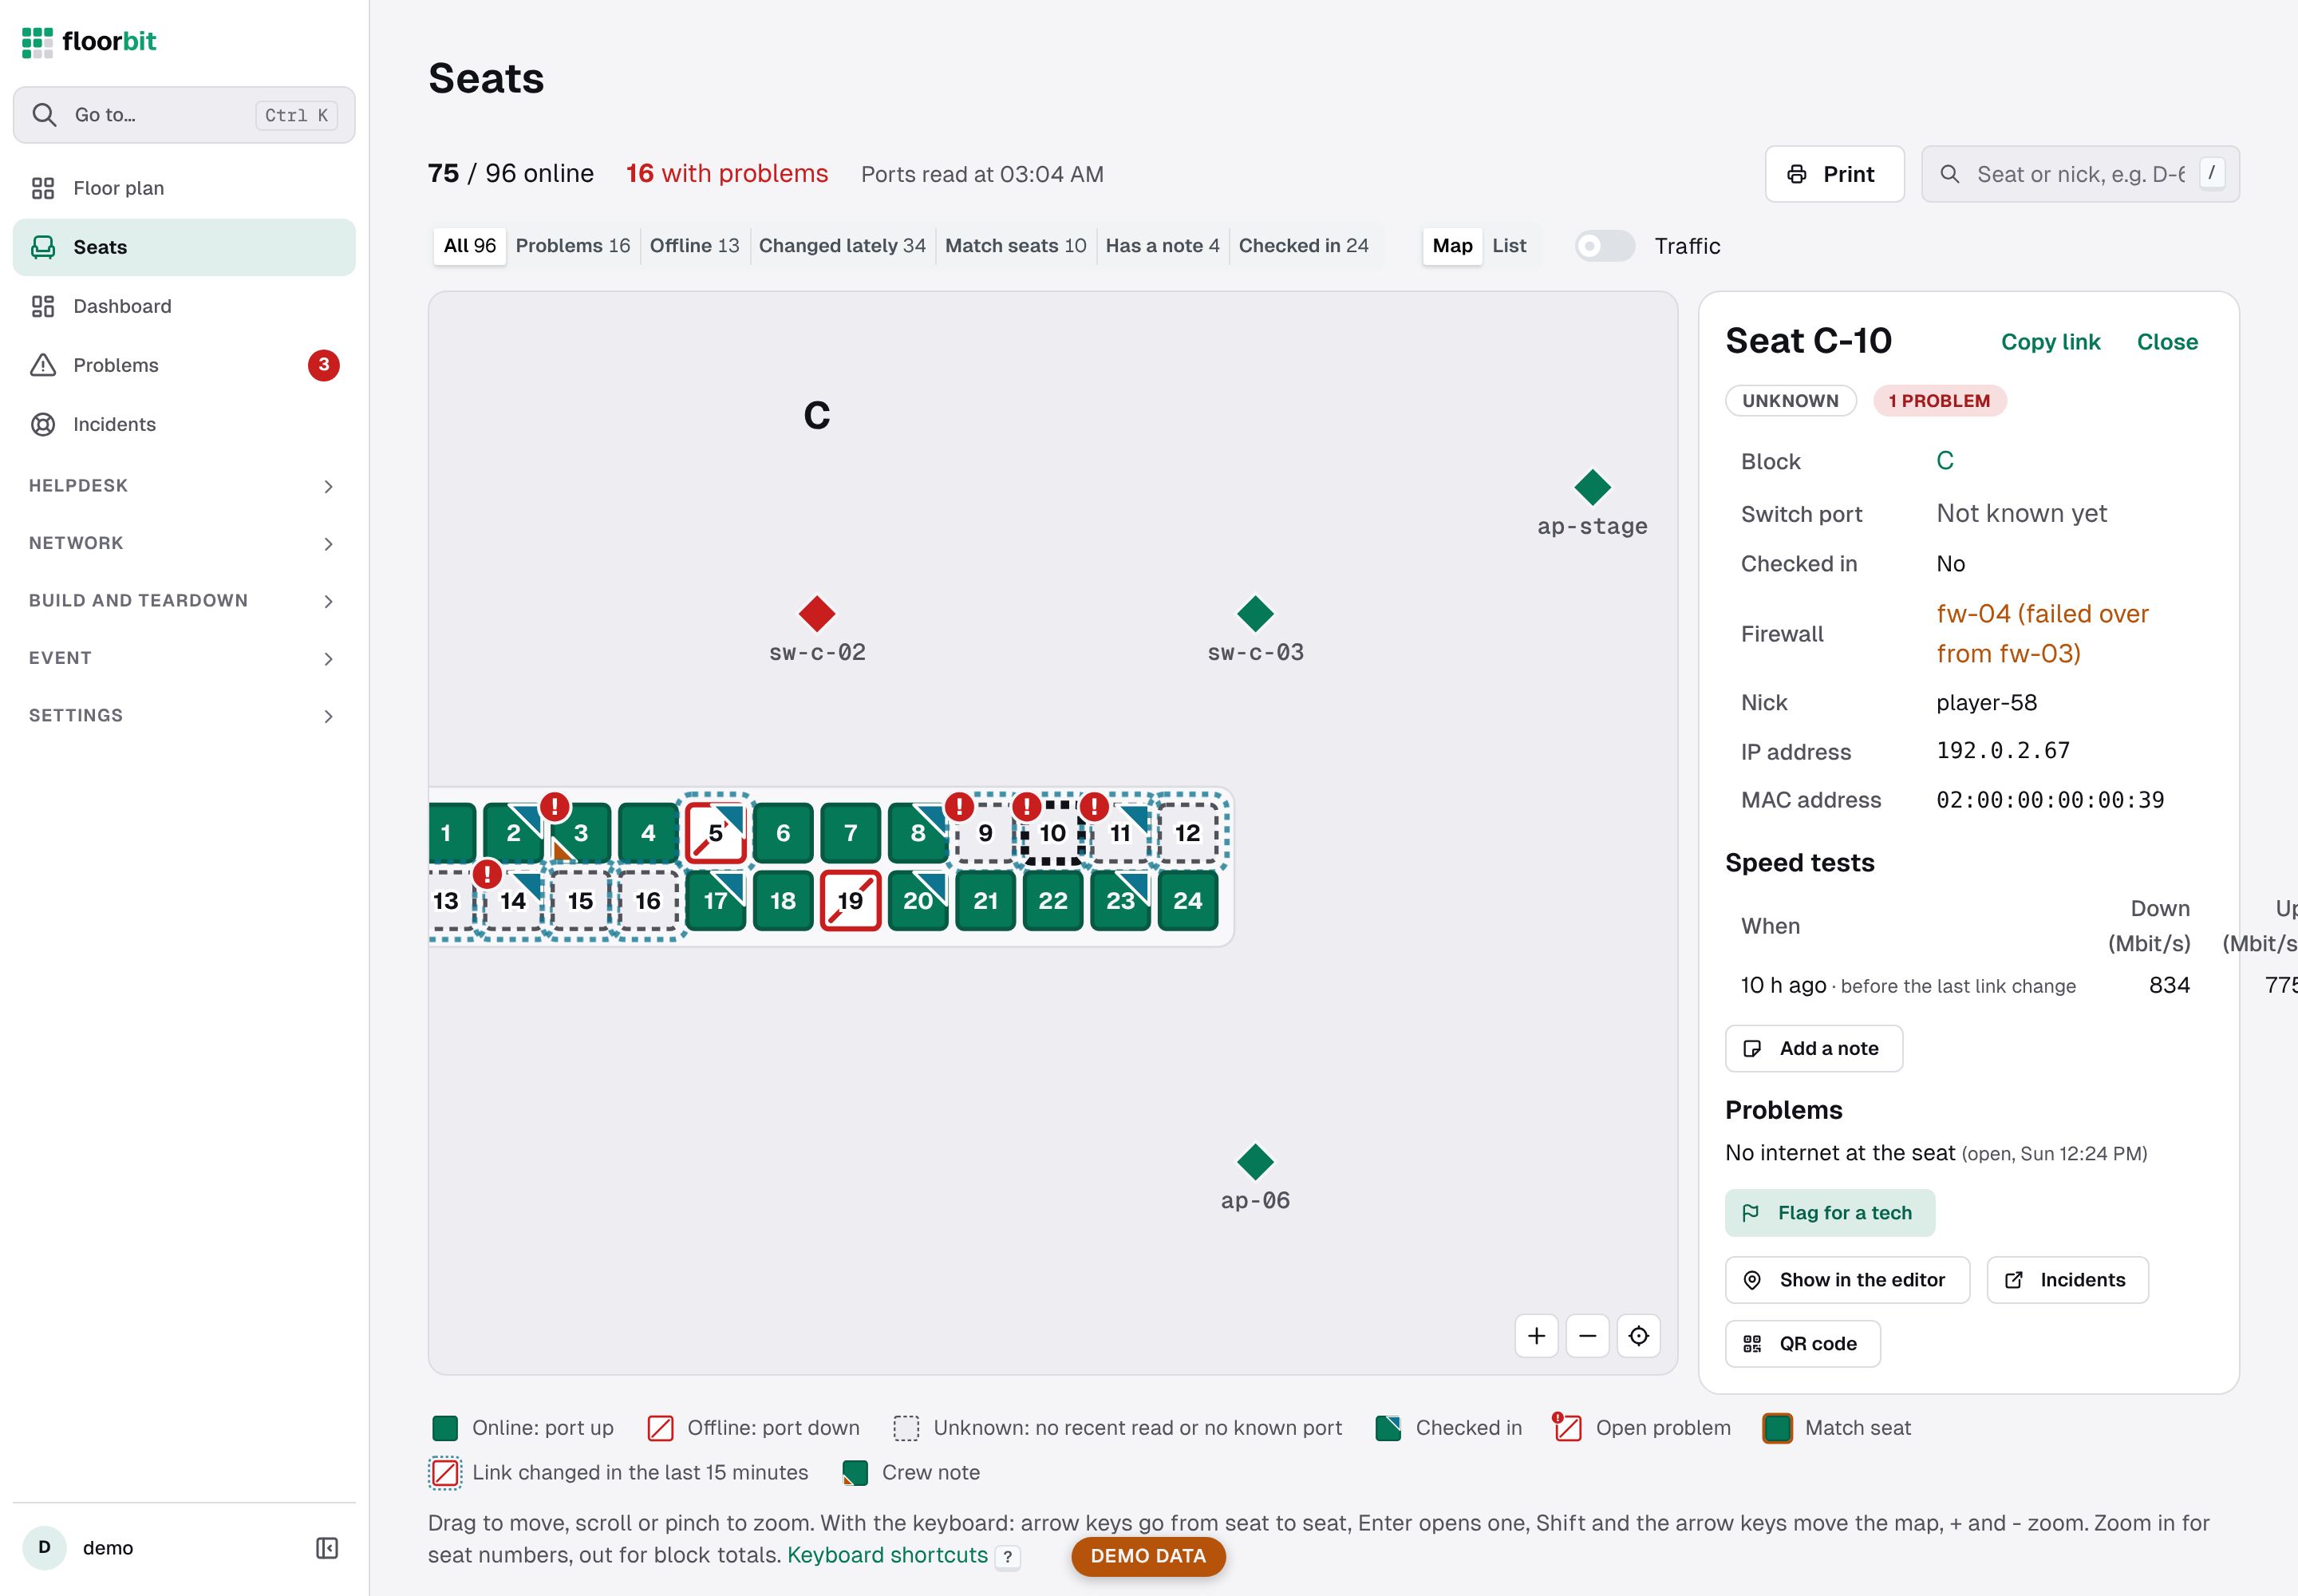 floorbit
Go to...
Ctrl K
Floor plan
Seats
Dashboard
Problems
3
Incidents
HELPDESK
NETWORK
BUILD AND TEARDOWN
EVENT
SETTINGS
D
demo
Seats
75 / 96 online
16 with problems
Ports read at 03:04 AM
Print
Seat or nick, e.g. D-6
/
All 96
Problems 16
Offline 13
Changed lately 34
Match seats 10
Has a note 4
Checked in 24
Map
List
Traffic
C
ap-stage
sw-c-02
sw-c-03
1 2 3 4 5 6 7 8 9 10 11 12
13 14 15 16 17 18 19 20 21 22 23 24
ap-06
Seat C-10
Copy link
Close
UNKNOWN
1 PROBLEM
Block C
Switch port Not known yet
Checked in No
Firewall fw-04 (failed over
from fw-03)
Nick player-58
IP address 192.0.2.67
MAC address 02:00:00:00:00:39
Speed tests
When Down (Mbit/s) Up (Mbit/s
10 h ago · before the last link change 834 775
Add a note
Problems
No internet at the seat (open, Sun 12:24 PM)
Flag for a tech
Show in the editor
Incidents
QR code
Online: port up
Offline: port down
Unknown: no recent read or no known port
Checked in
Open problem
Match seat
Link changed in the last 15 minutes
Crew note
Drag to move, scroll or pinch to zoom. With the keyboard: arrow keys go from seat to seat, Enter opens one, Shift and the arrow keys move the map, + and - zoom. Zoom in for
seat numbers, out for block totals. Keyboard shortcuts ?
DEMO DATA